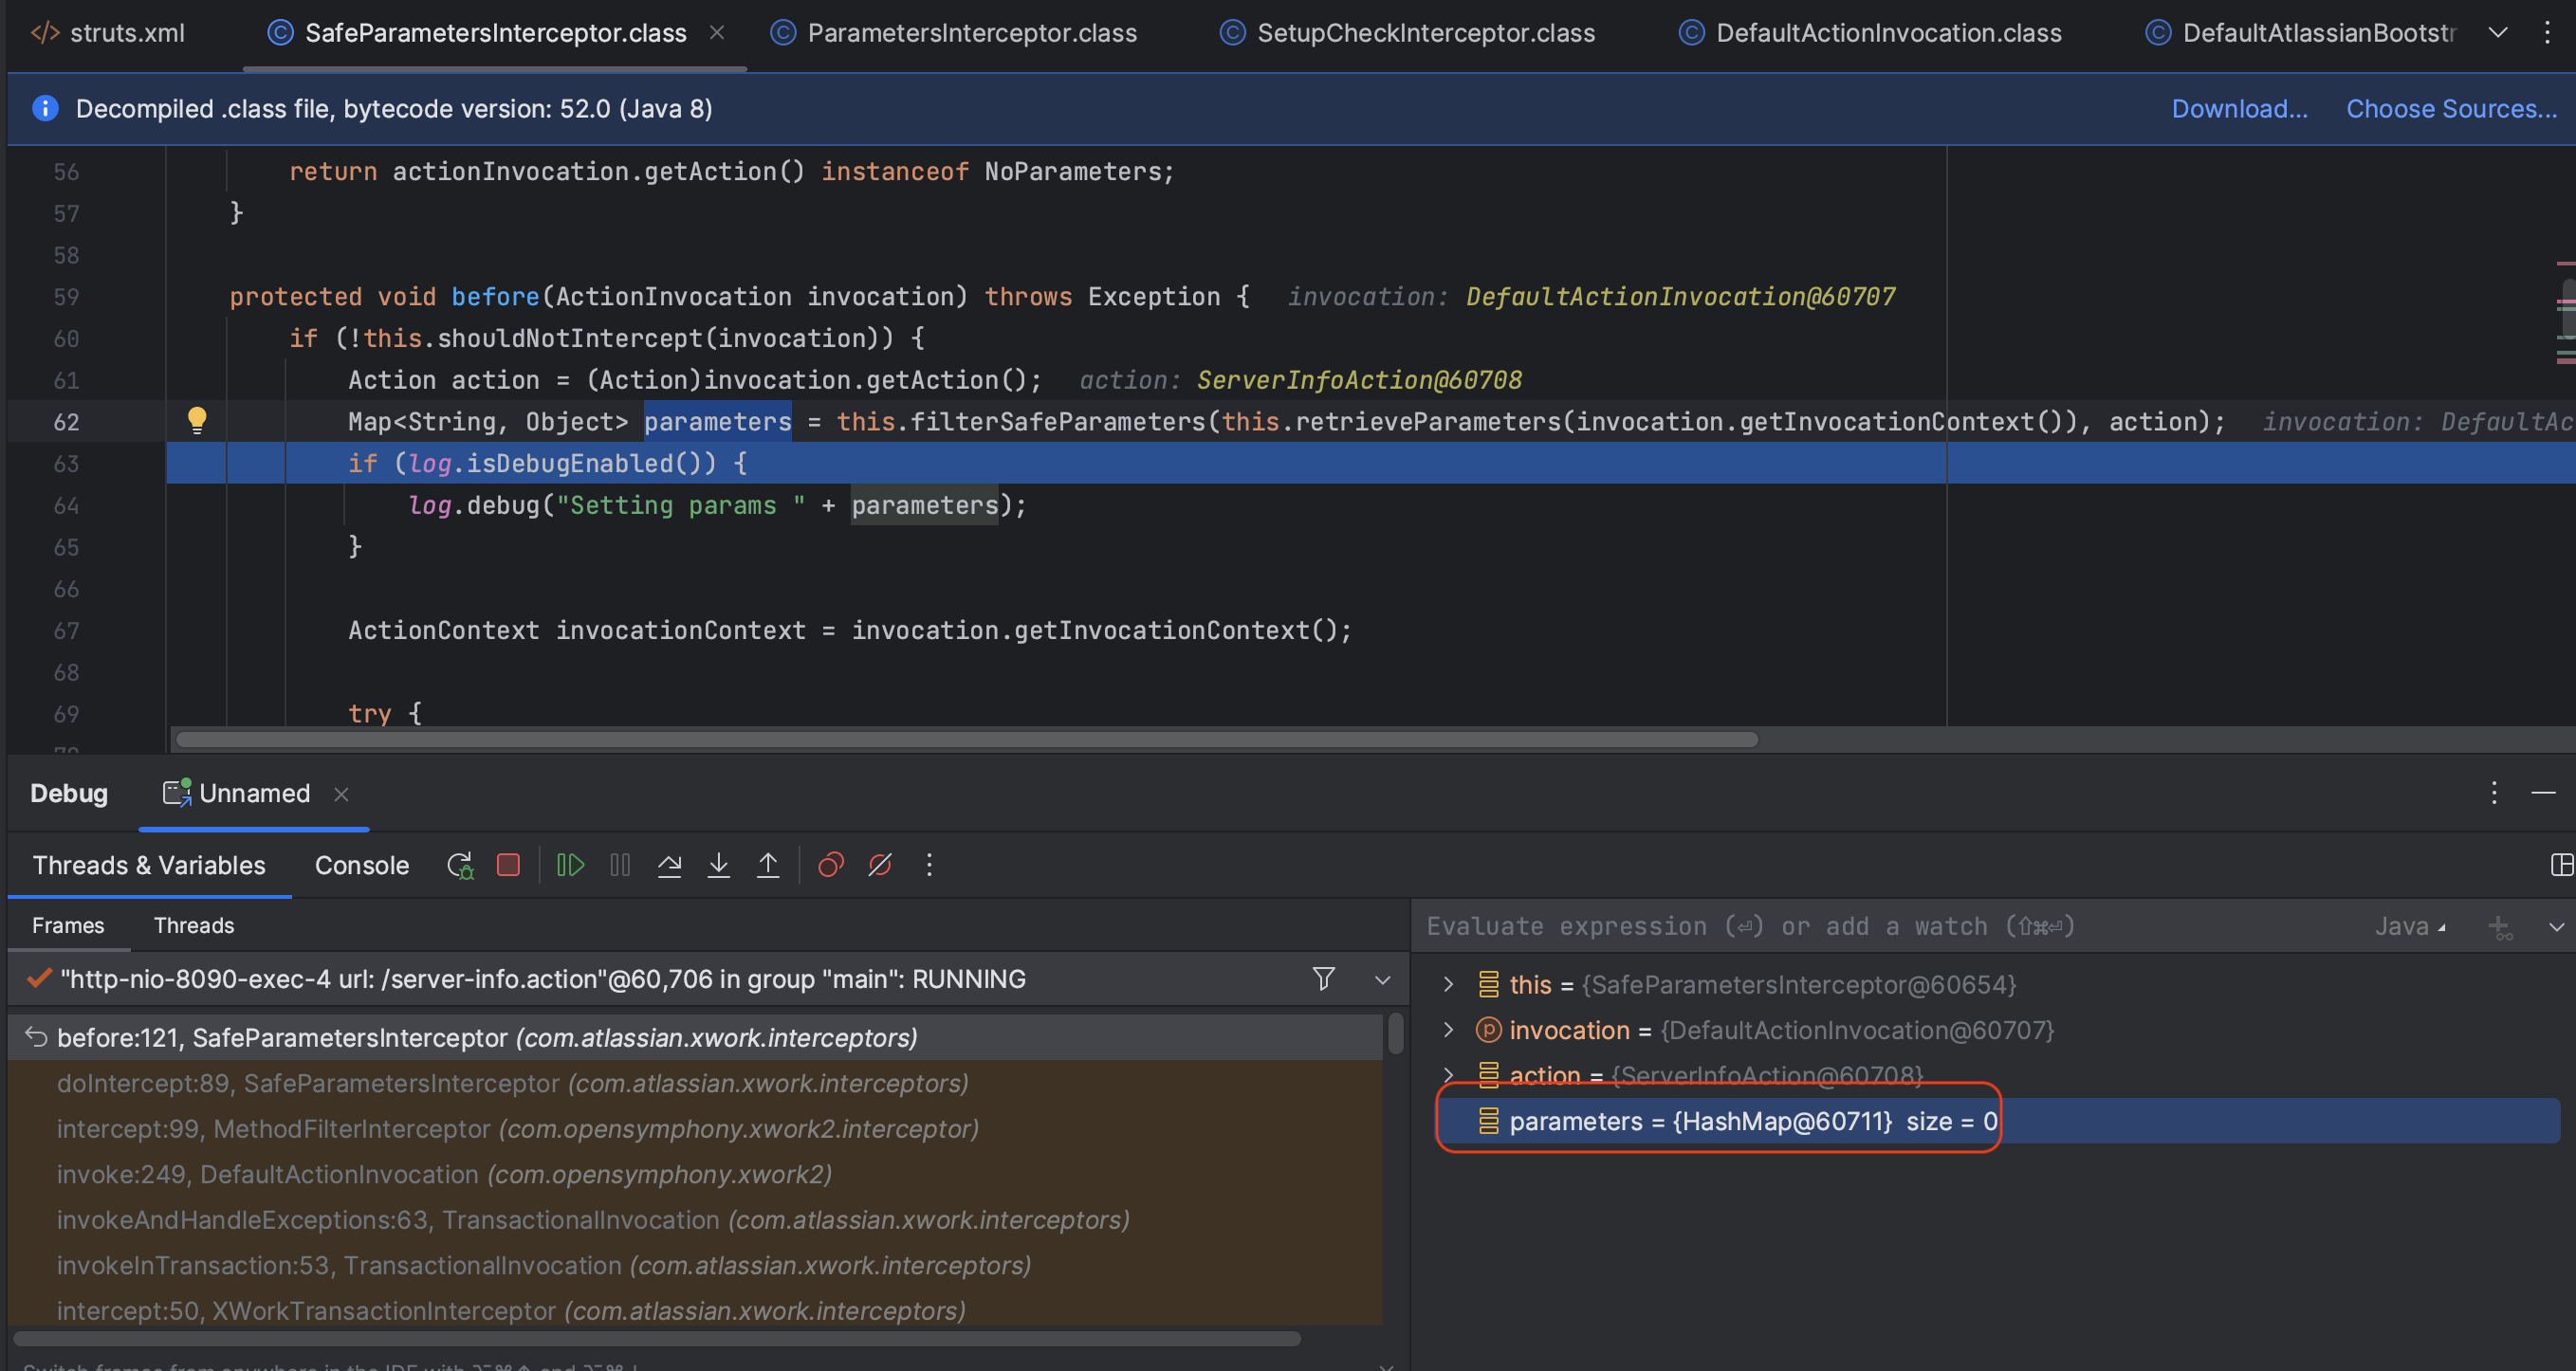 </> struts.xml © SafeParametersInterceptor.class × © ParametersInterceptor.class © SetupCheckInterceptor.class © DefaultActionInvocation.class © DefaultAtlassianBootstr
Decompiled .class file, bytecode version: 52.0 (Java 8) Download... Choose Sources...
56 return actionInvocation.getAction() instanceof NoParameters;
57 }
58
59 protected void before(ActionInvocation invocation) throws Exception { invocation: DefaultActionInvocation@60707
60 if (!this.shouldNotIntercept(invocation)) {
61 Action action = (Action)invocation.getAction(); action: ServerInfoAction@60708
62 Map<String, Object> parameters = this.filterSafeParameters(this.retrieveParameters(invocation.getInvocationContext()), action); invocation: DefaultAc
63 if (log.isDebugEnabled()) {
64 log.debug("Setting params " + parameters);
65 }
66
67 ActionContext invocationContext = invocation.getInvocationContext();
68
69 try {
Debug Unnamed ×
Threads & Variables Console
Frames Threads
Evaluate expression (⏎) or add a watch (⇧⌘⏎) Java
"http-nio-8090-exec-4 url: /server-info.action"@60,706 in group "main": RUNNING
before:121, SafeParametersInterceptor (com.atlassian.xwork.interceptors)
doIntercept:89, SafeParametersInterceptor (com.atlassian.xwork.interceptors)
intercept:99, MethodFilterInterceptor (com.opensymphony.xwork2.interceptor)
invoke:249, DefaultActionInvocation (com.opensymphony.xwork2)
invokeAndHandleExceptions:63, TransactionalInvocation (com.atlassian.xwork.interceptors)
invokeInTransaction:53, TransactionalInvocation (com.atlassian.xwork.interceptors)
intercept:50, XWorkTransactionInterceptor (com.atlassian.xwork.interceptors)
this = {SafeParametersInterceptor@60654}
invocation = {DefaultActionInvocation@60707}
action = {ServerInfoAction@60708}
parameters = {HashMap@60711} size = 0